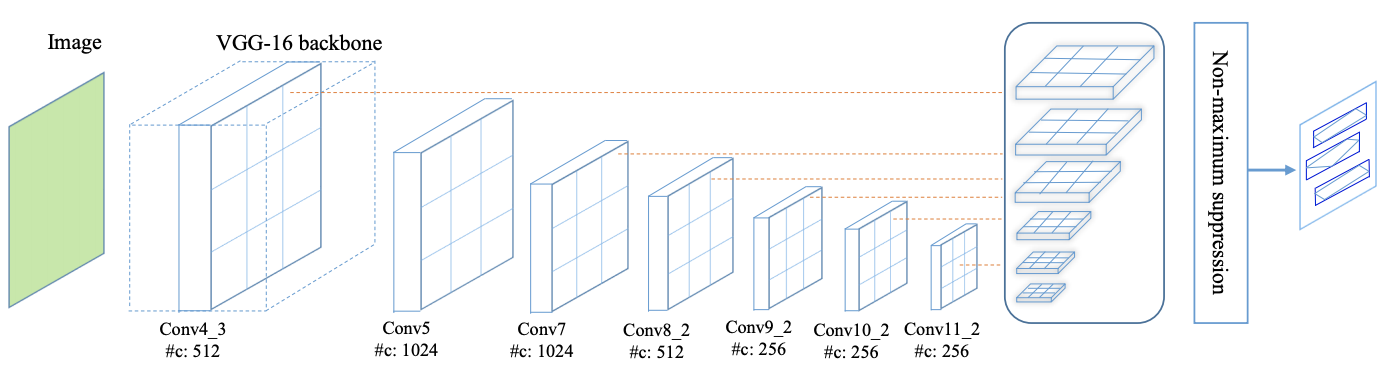 Image
VGG-16 backbone
Non-maximum suppression
Conv4_3
#c: 512
Conv5
#c: 1024
Conv7
#c: 1024
Conv8_2
#c: 512
Conv9_2
#c: 256
Conv10_2
#c: 256
Conv11_2
#c: 256